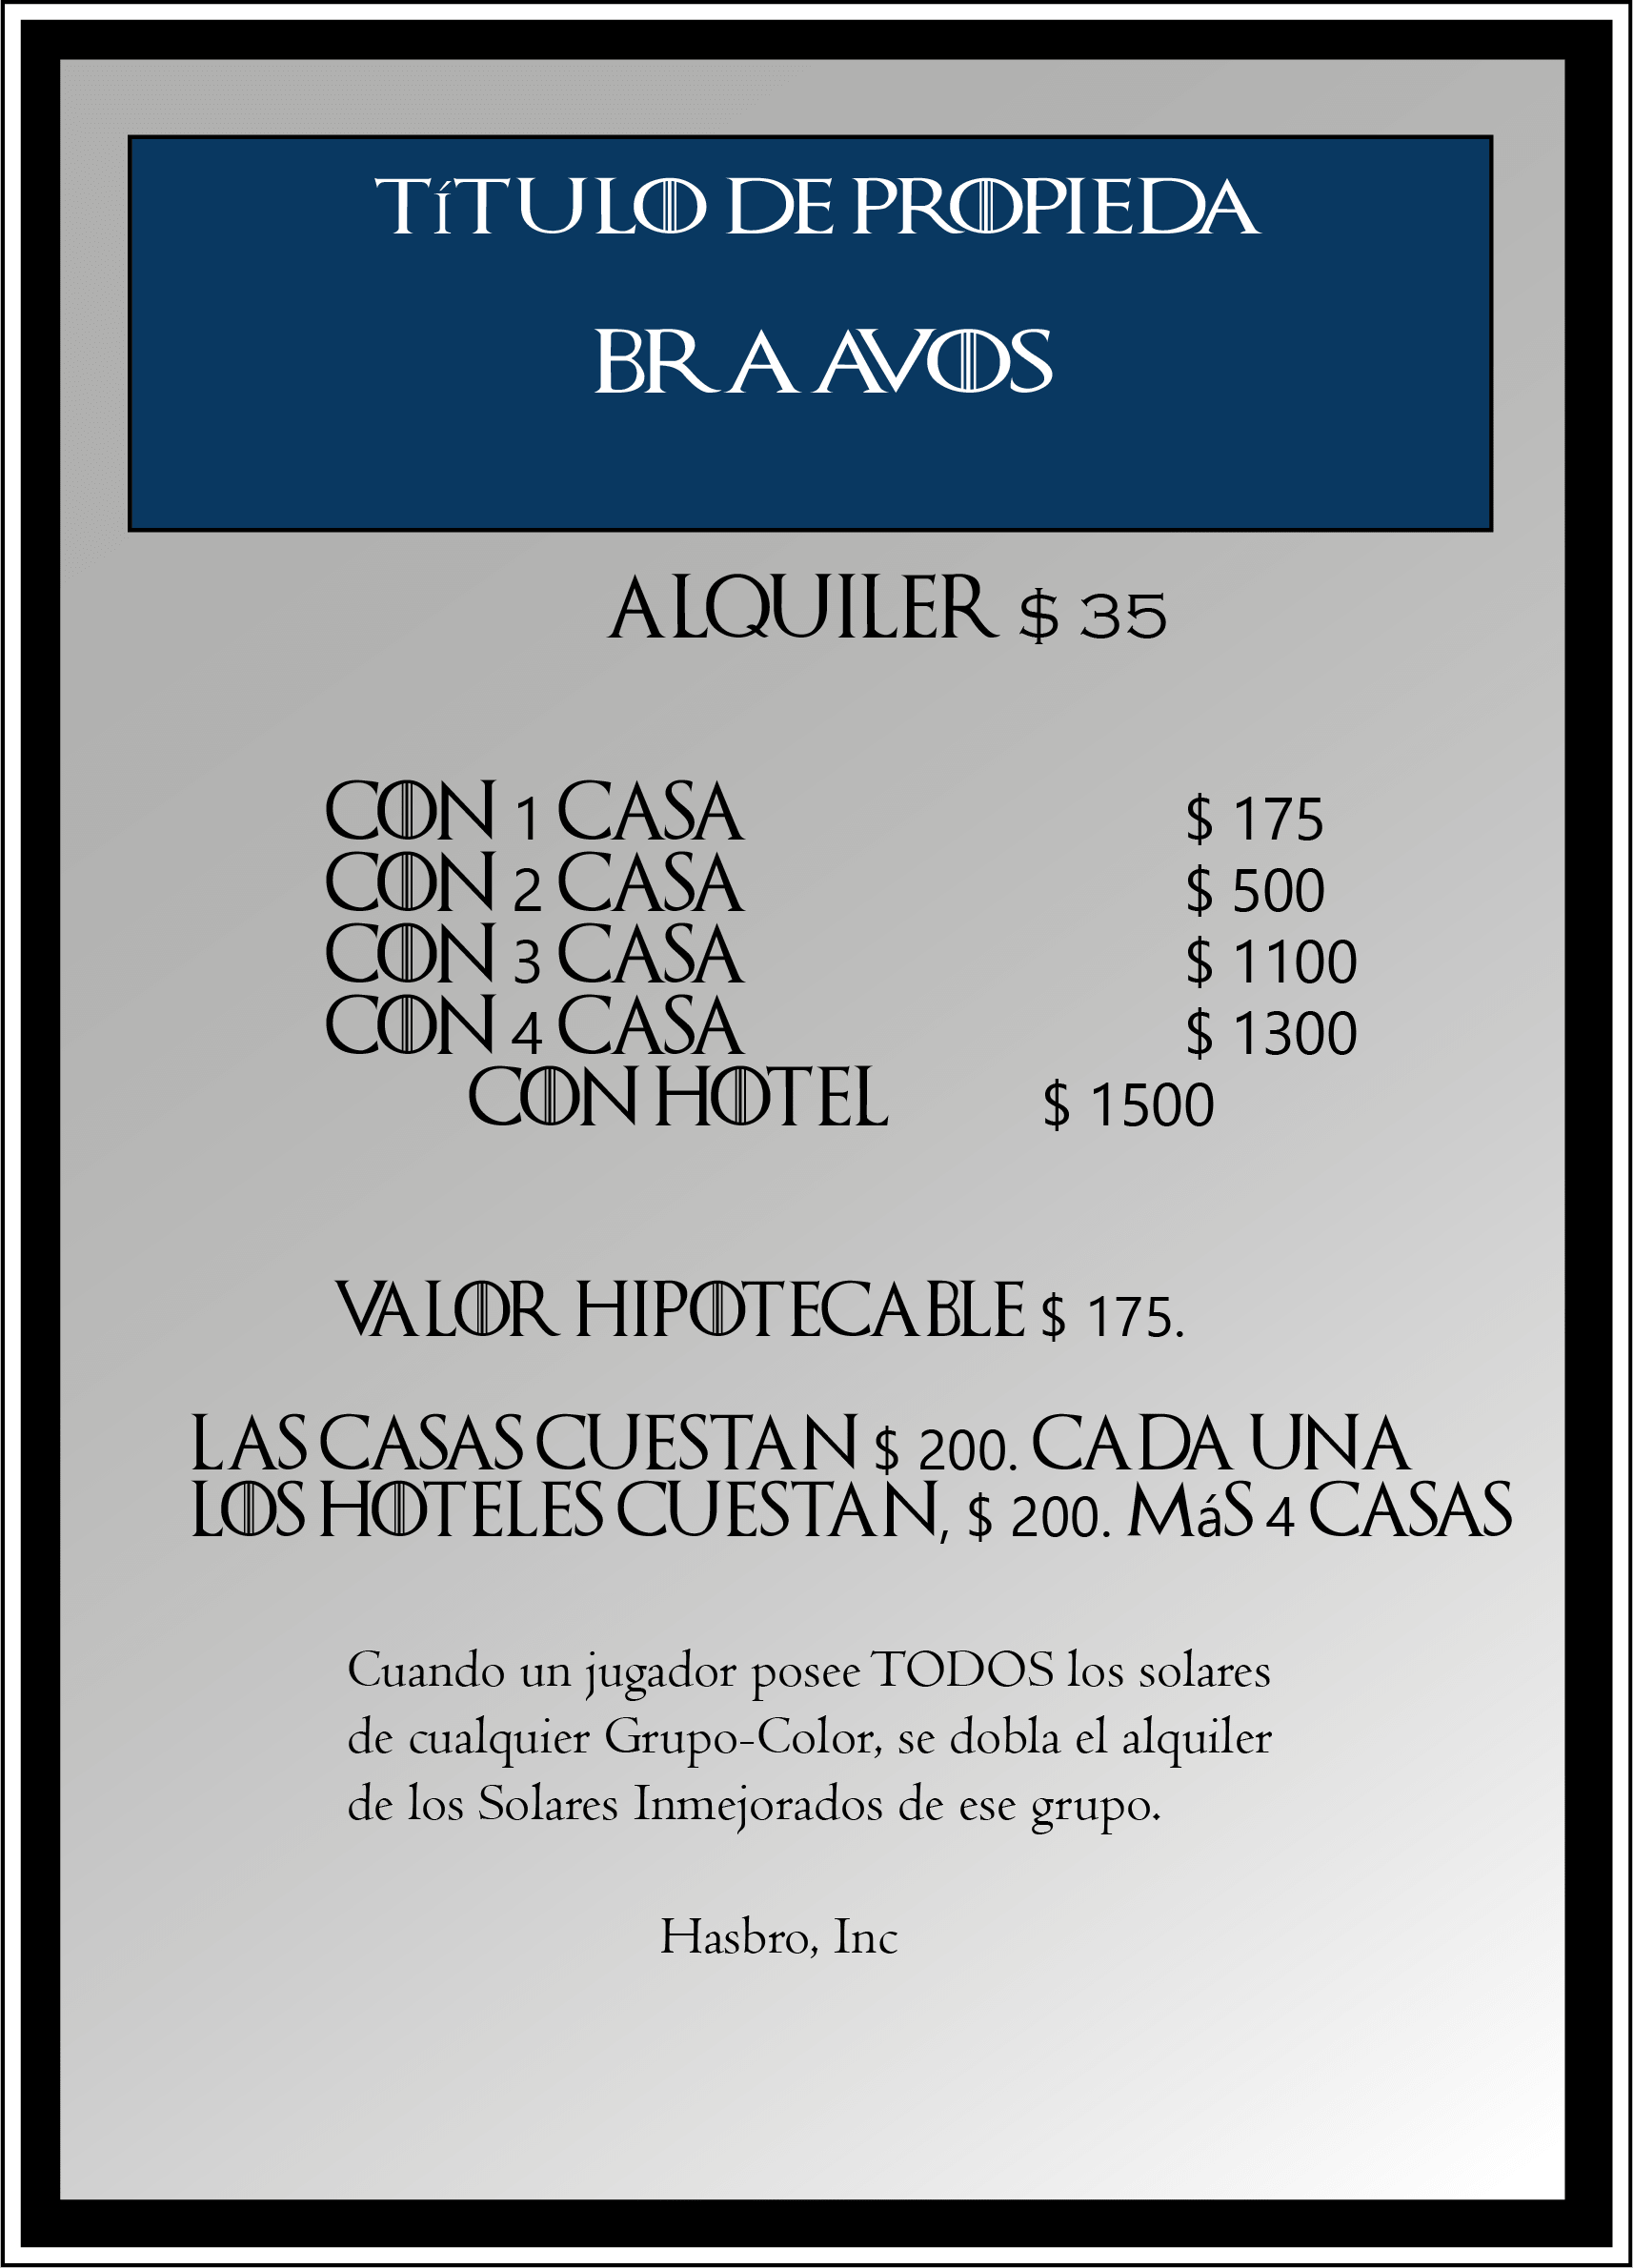 TíTULO DE PROPIEDA
BRAAVOS
ALQUILER $ 35
CON 1 CASA $ 175
CON 2 CASA $ 500
CON 3 CASA $ 1100
CON 4 CASA $ 1300
CON HOTEL $ 1500
VALOR HIPOTECABLE $ 175.
LAS CASAS CUESTAN $ 200. CADA UNA
LOS HOTELES CUESTAN, $ 200. MáS 4 CASAS
Cuando un jugador posee TODOS los solares
de cualquier Grupo-Color, se dobla el alquiler
de los Solares Inmejorados de ese grupo.
Hasbro, Inc